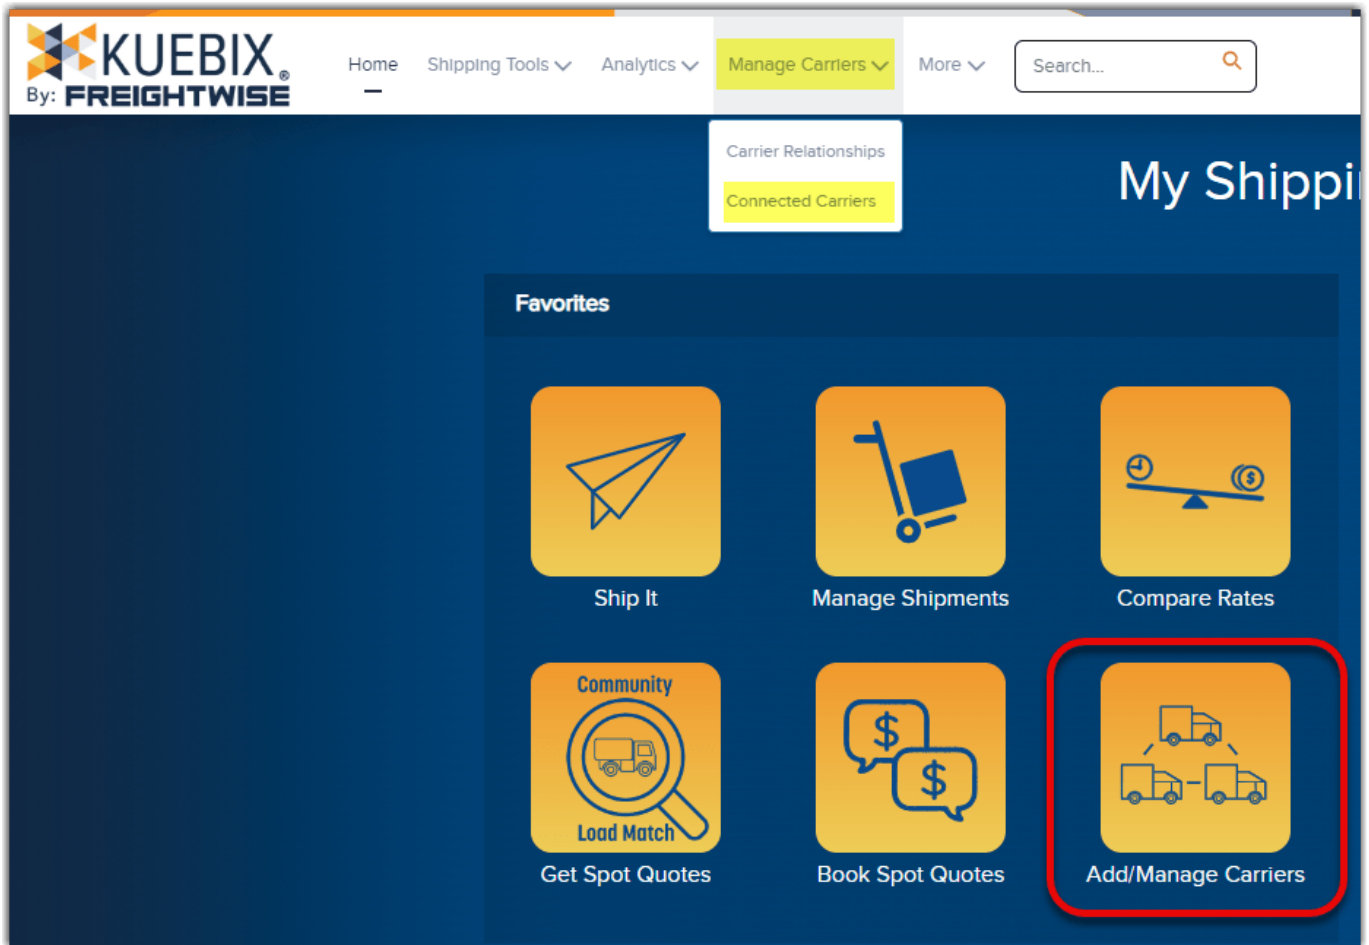 KUEBIX®
By: FREIGHTWISE
Home Shipping Tools Analytics Manage Carriers More Search...
Carrier Relationships
Connected Carriers
My Shippi
Favorites
Ship It Manage Shipments Compare Rates
Community
Load Match
$
$
$
Get Spot Quotes Book Spot Quotes Add/Manage Carriers